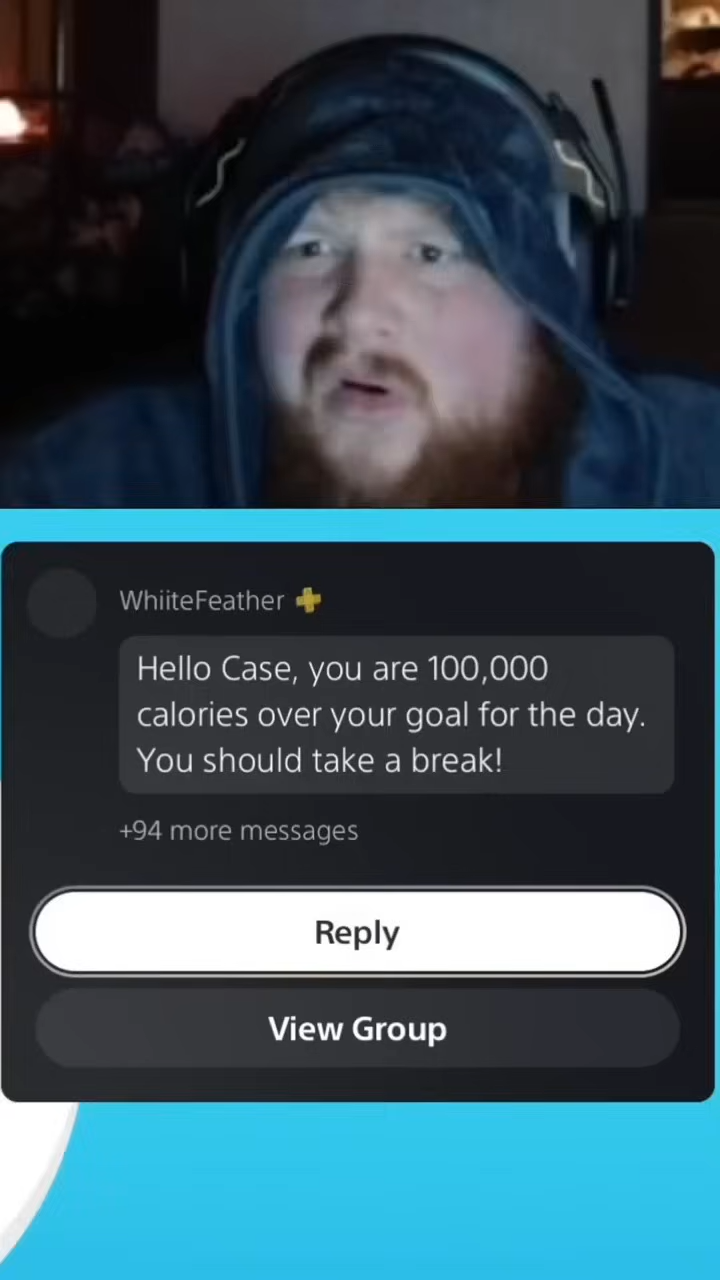 WhiiteFeather
Hello Case, you are 100,000
calories over your goal for the day.
You should take a break!
+94 more messages
Reply
View Group